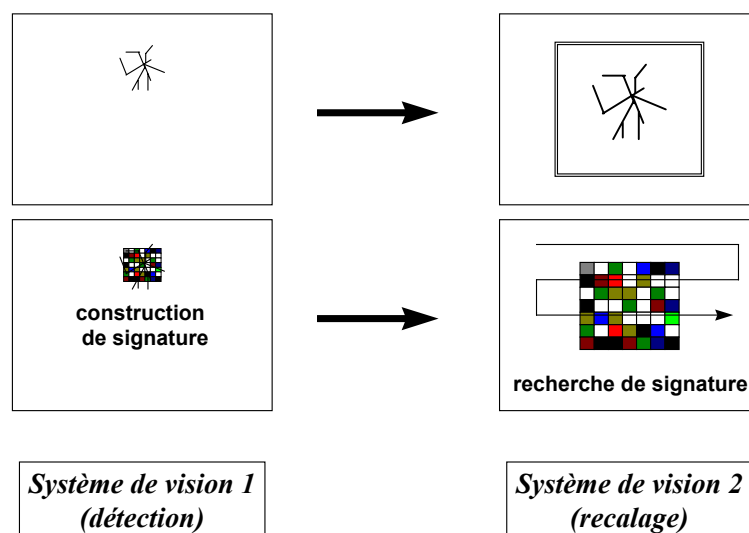 construction
de signature
recherche de signature
Système de vision 1
(détection)
Système de vision 2
(recalage)